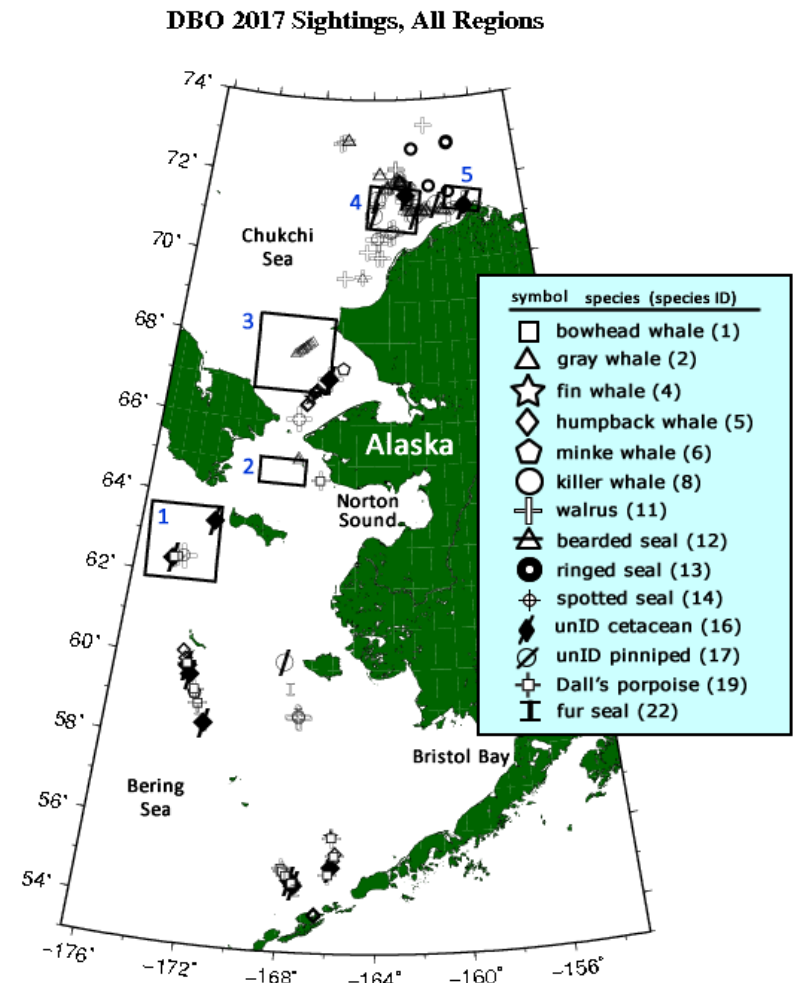 DBO 2017 Sightings, All Regions
74°
72°
70°
68°
66°
64°
62°
60°
58°
56°
54°
-176°
-172°
-168°
-164°
-160°
-156°
5
4
Chukchi
Sea
3
Alaska
2
Norton
Sound
1
Bristol Bay
Bering
Sea
symbol species (species ID)
bowhead whale (1)
gray whale (2)
fin whale (4)
humpback whale (5)
minke whale (6)
killer whale (8)
walrus (11)
bearded seal (12)
ringed seal (13)
spotted seal (14)
unID cetacean (16)
unID pinniped (17)
Dall's porpoise (19)
fur seal (22)